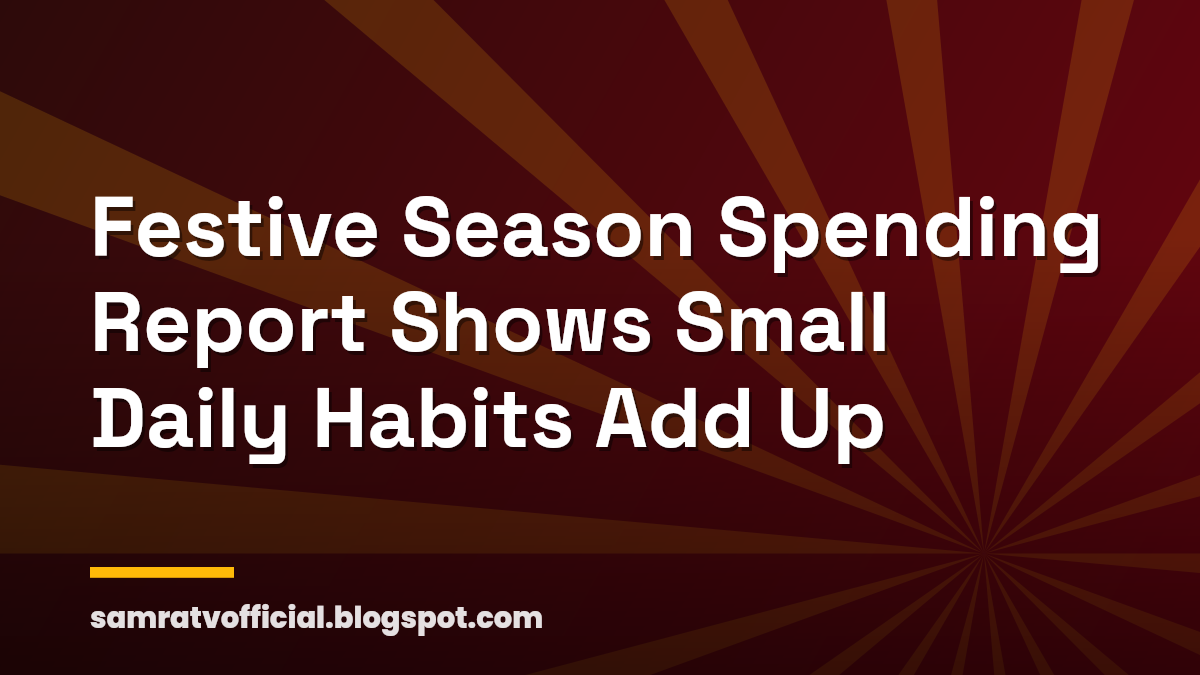 Festive Season Spending
Report Shows Small
Daily Habits Add Up
samratvofficial.blogspot.com